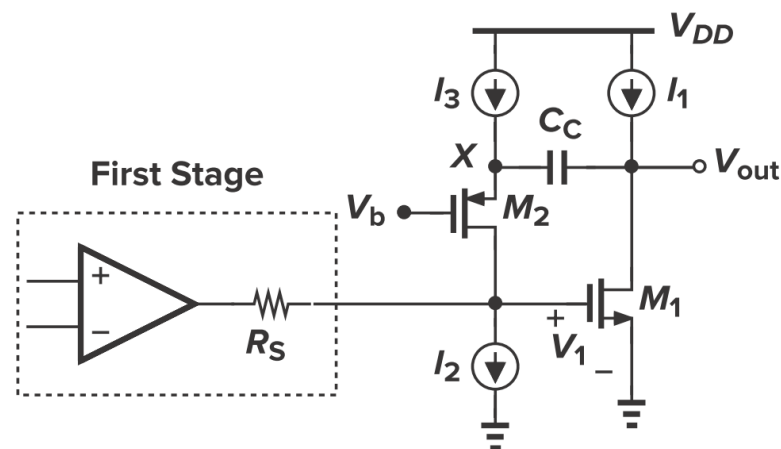 V_DD
I_3
I_1
C_C
X
V_out
First Stage
V_b
M_2
+
−
R_S
+
V_1
−
M_1
I_2